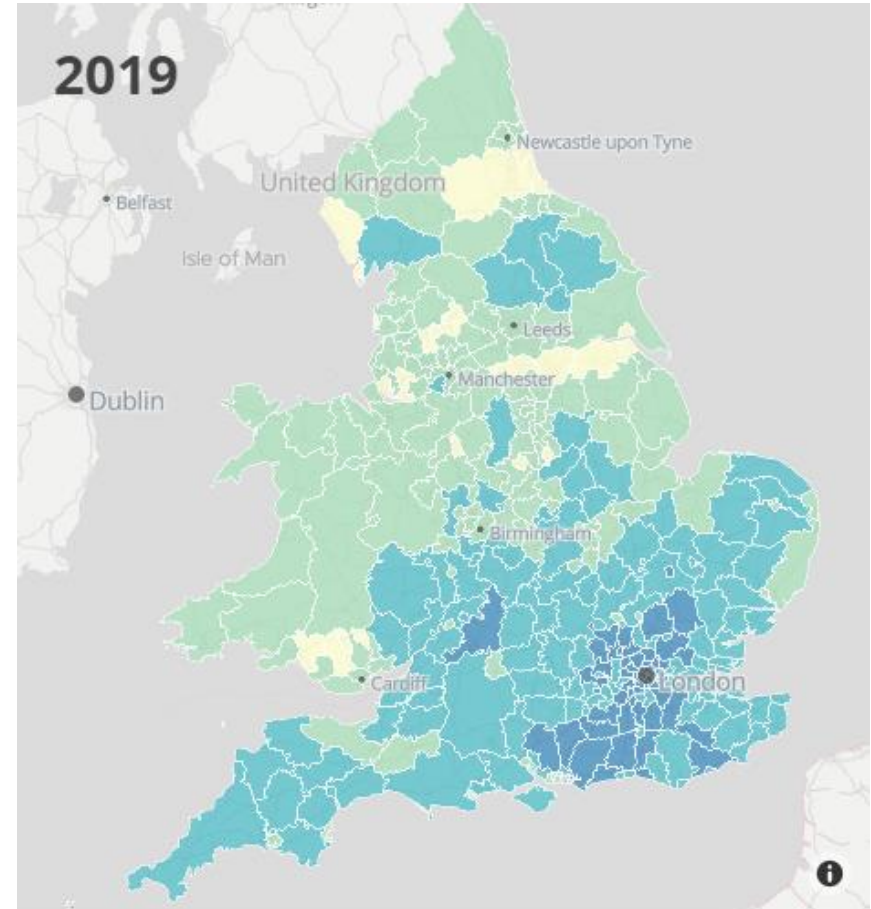 2019
Newcastle upon Tyne
United Kingdom
Belfast
Isle of Man
Leeds
Manchester
Dublin
Birmingham
Cardiff
London
i